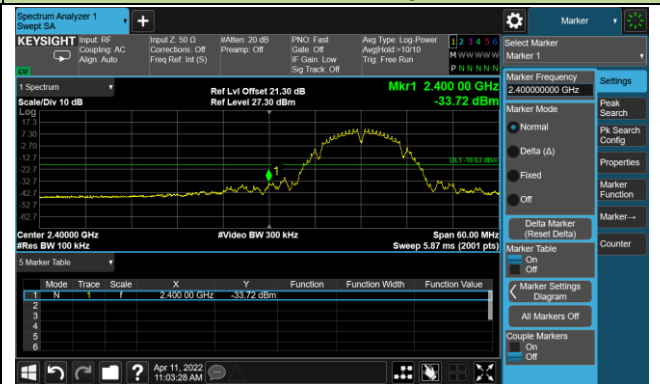 Spectrum Analyzer 1
Swept SA
+
Marker
KEYSIGHT
Input: RF
Coupling: AC
Align: Auto
Input Z: 50 Ω
Corrections: Off
Freq Ref: Int (S)
#Atten: 20 dB
Preamp: Off
PNO: Fast
Gate: Off
IF Gain: Low
Sig Track: Off
Avg Type: Log-Power
Avg|Hold:>10/10
Trig: Free Run
1 2 3 4 5 6
M W W W W W
P N N N N N
LXI
Select Marker
Marker 1
1 Spectrum
Scale/Div 10 dB
Ref Lvl Offset 21.30 dB
Ref Level 27.30 dBm
Mkr1 2.400 00 GHz
-33.72 dBm
Log
17.3
7.30
-2.70
-12.7
-22.7
-32.7
-42.7
-52.7
-62.7
1
Center 2.40000 GHz
#Res BW 100 kHz
#Video BW 300 kHz
Span 60.00 MHz
Sweep 5.87 ms (2001 pts)
5 Marker Table
Mode Trace Scale X Y Function Function Width Function Value
1 N 1 f 2.400 00 GHz -33.72 dBm
2
3
4
5
6
Marker Frequency
2.400000000 GHz
Marker Mode
Normal
Delta (Δ)
Fixed
Off
Delta Marker
(Reset Delta)
Marker Table
On
Off
Marker Settings
Diagram
All Markers Off
Couple Markers
On
Off
Settings
Peak
Search
Pk Search
Config
Properties
Marker
Function
Marker→
Counter
?
Apr 11, 2022
11:03:28 AM